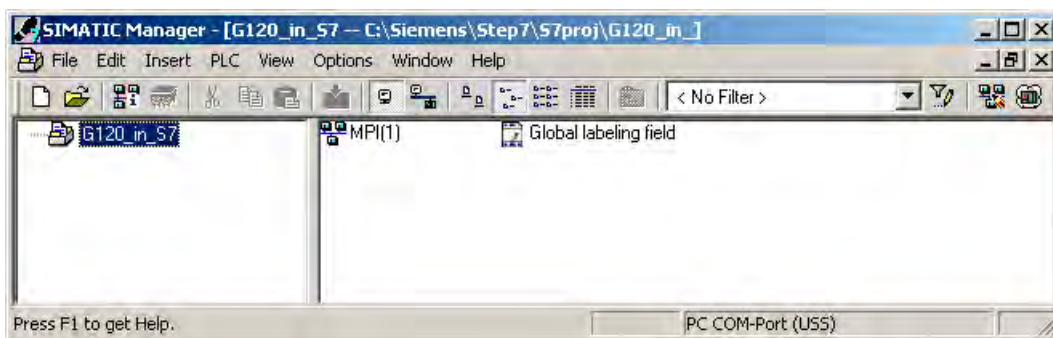 SIMATIC Manager - [G120_in_S7 -- C:\Siemens\Step7\S7proj\G120_in_]
File Edit Insert PLC View Options Window Help
< No Filter >
G120_in_S7 MPI(1) Global labeling field
Press F1 to get Help. PC COM-Port (USS)